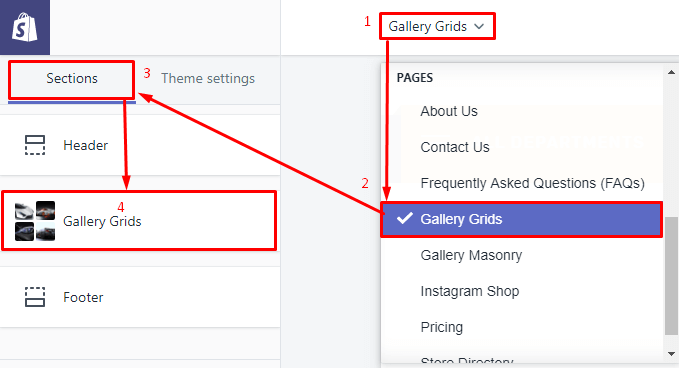 1
Gallery Grids
Sections
3
Theme settings
PAGES
About Us
Header
Contact Us
2
Frequently Asked Questions (FAQs)
4
Gallery Grids
Gallery Grids
Gallery Masonry
Footer
Instagram Shop
Pricing
Store Directory